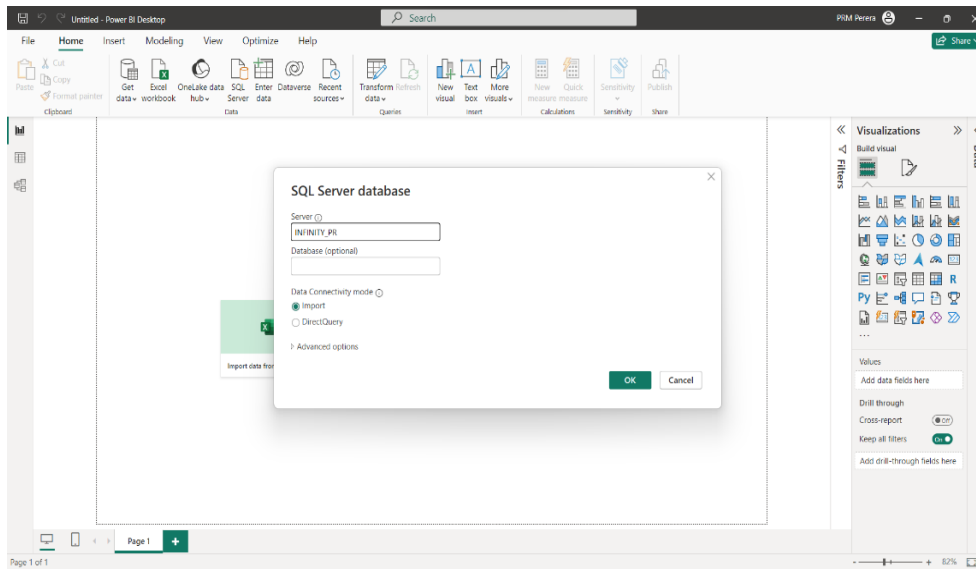 Untitled - Power BI Desktop
Search
PRM Perera
File Home Insert Modeling View Optimize Help
Share
Paste
Cut
Copy
Format painter
Get data
Excel workbook
OneLake data hub
SQL Server
Enter data
Dataverse
Recent sources
Transform data
Refresh
New visual
Text box
More visuals
New measure
Quick measure
Sensitivity
Publish
Clipboard
Data
Queries
Insert
Calculations
Sensitivity
Share
SQL Server database
Server
INFINITY_PR
Database (optional)
Data Connectivity mode
Import
DirectQuery
Advanced options
OK
Cancel
Import data from
Filters
Visualizations
Build visual
R
Py
...
Values
Add data fields here
Drill through
Cross-report
Off
Keep all filters
On
Add drill-through fields here
Page 1
+
Page 1 of 1
- + 82%